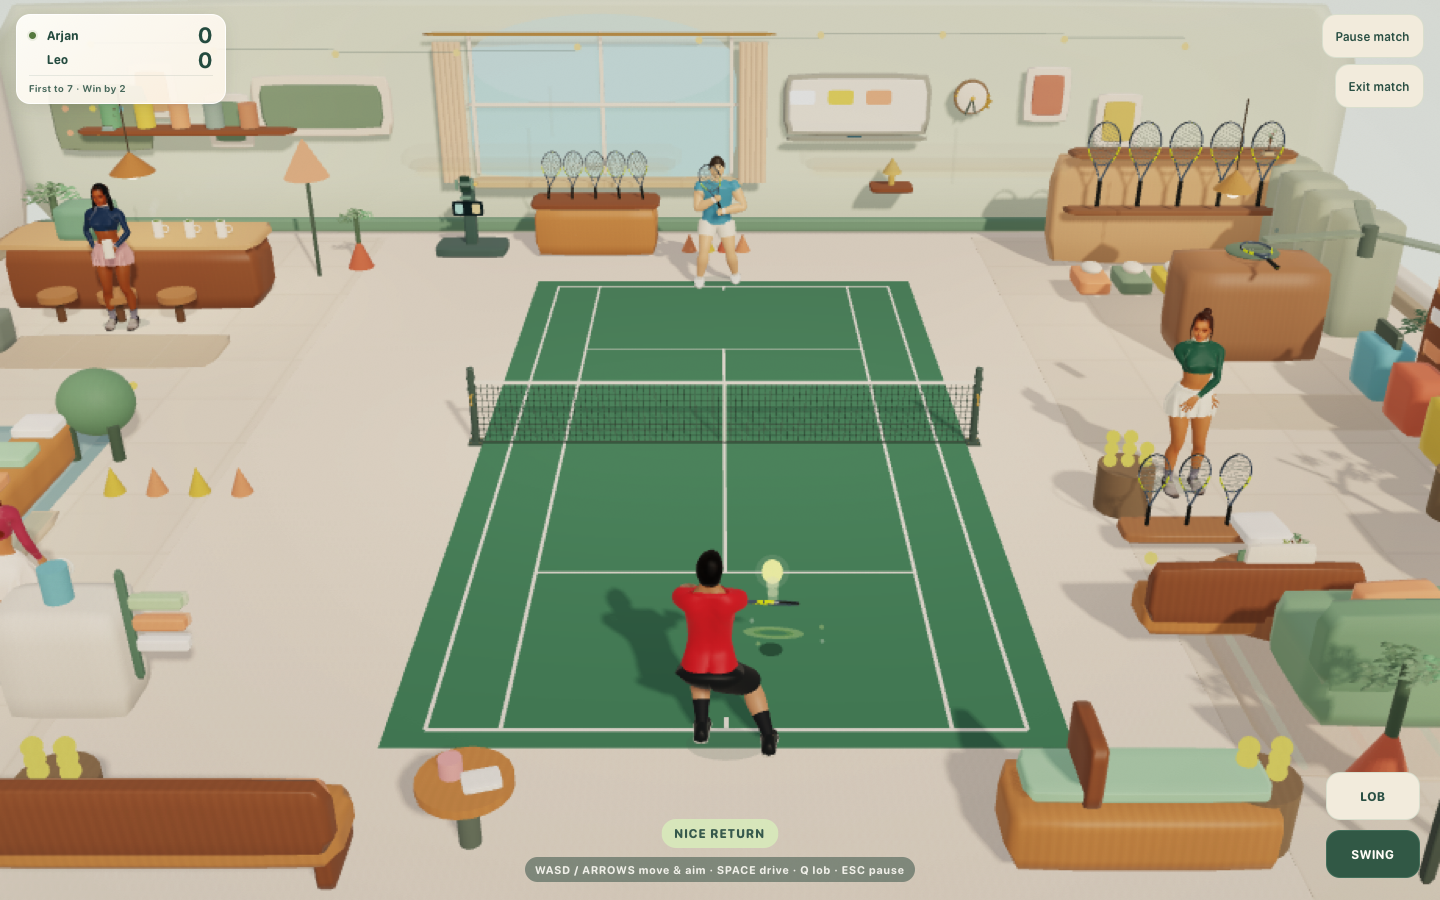 Arjan 0
Leo 0
First to 7 · Win by 2
Pause match
Exit match
NICE RETURN
WASD / ARROWS move & aim · SPACE drive · Q lob · ESC pause
LOB
SWING